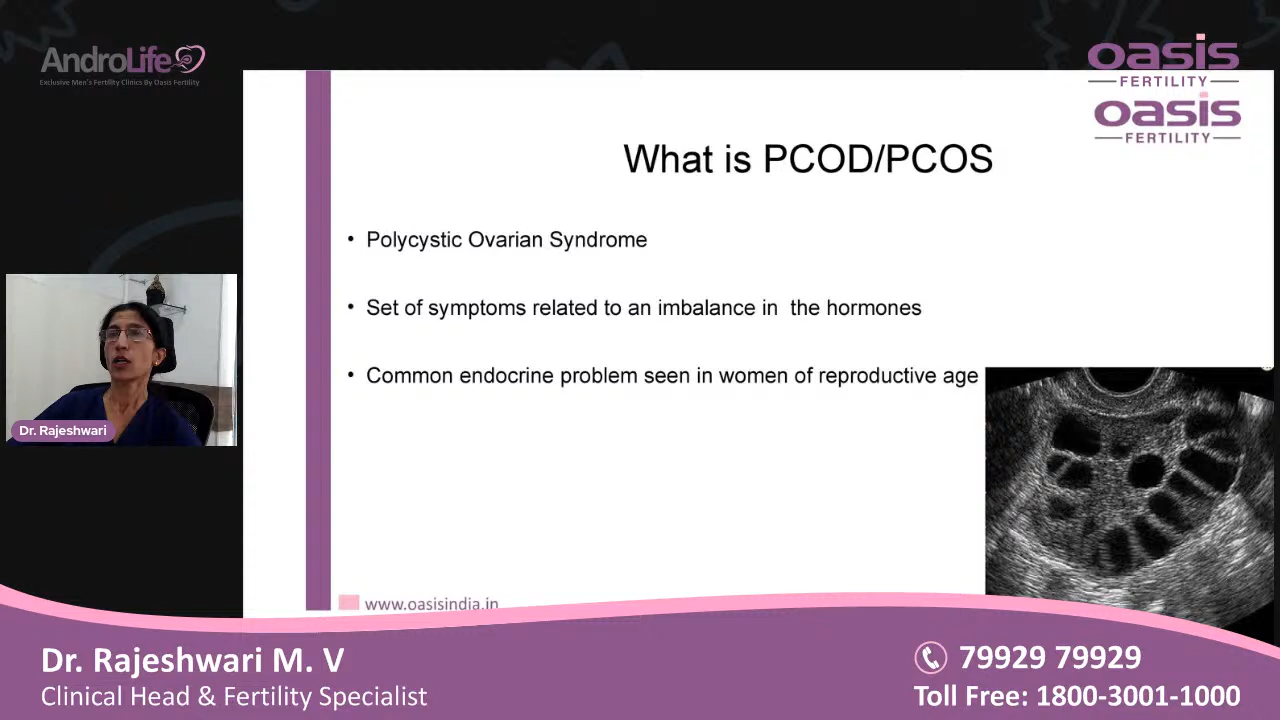 AndroLife
Exclusive Men's Fertility Clinics By Oasis Fertility
oasis
FERTILITY
oasis
FERTILITY
What is PCOD/PCOS
• Polycystic Ovarian Syndrome
• Set of symptoms related to an imbalance in the hormones
• Common endocrine problem seen in women of reproductive age
Dr. Rajeshwari
www.oasisindia.in
Dr. Rajeshwari M. V
Clinical Head & Fertility Specialist
79929 79929
Toll Free: 1800-3001-1000